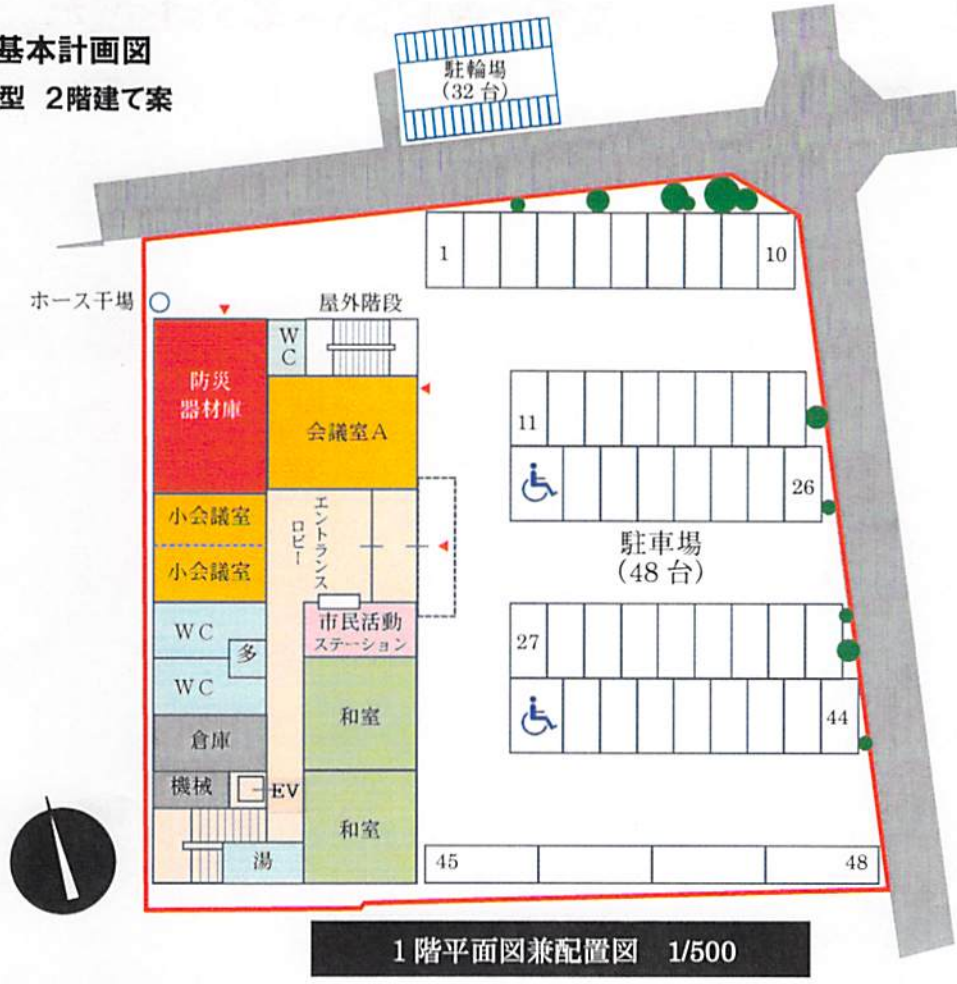 基本計画図
型 2階建て案
駐輪場
(32 台)
1
10
ホース干場
屋外階段
WC
防災
器材庫
会議室A
11
26
小会議室
小会議室
エントランス
ロビー
駐車場
(48 台)
WC
多
WC
市民活動
ステーション
27
44
和室
倉庫
機械
EV
和室
湯
45
48
1階平面図兼配置図 1/500